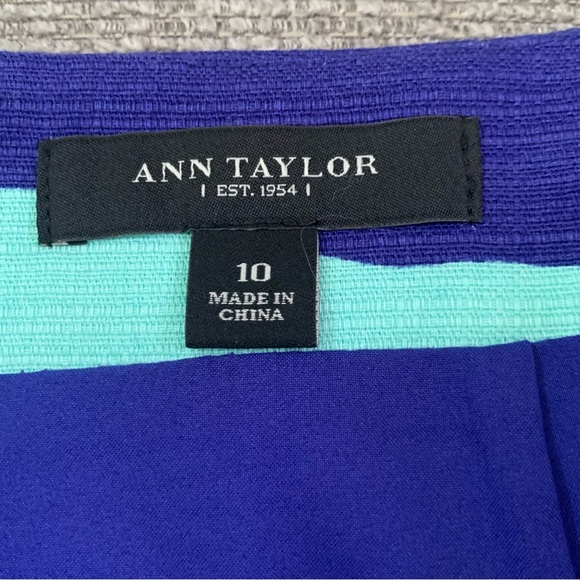 ANN TAYLOR
| EST. 1954 |
10
MADE IN
CHINA